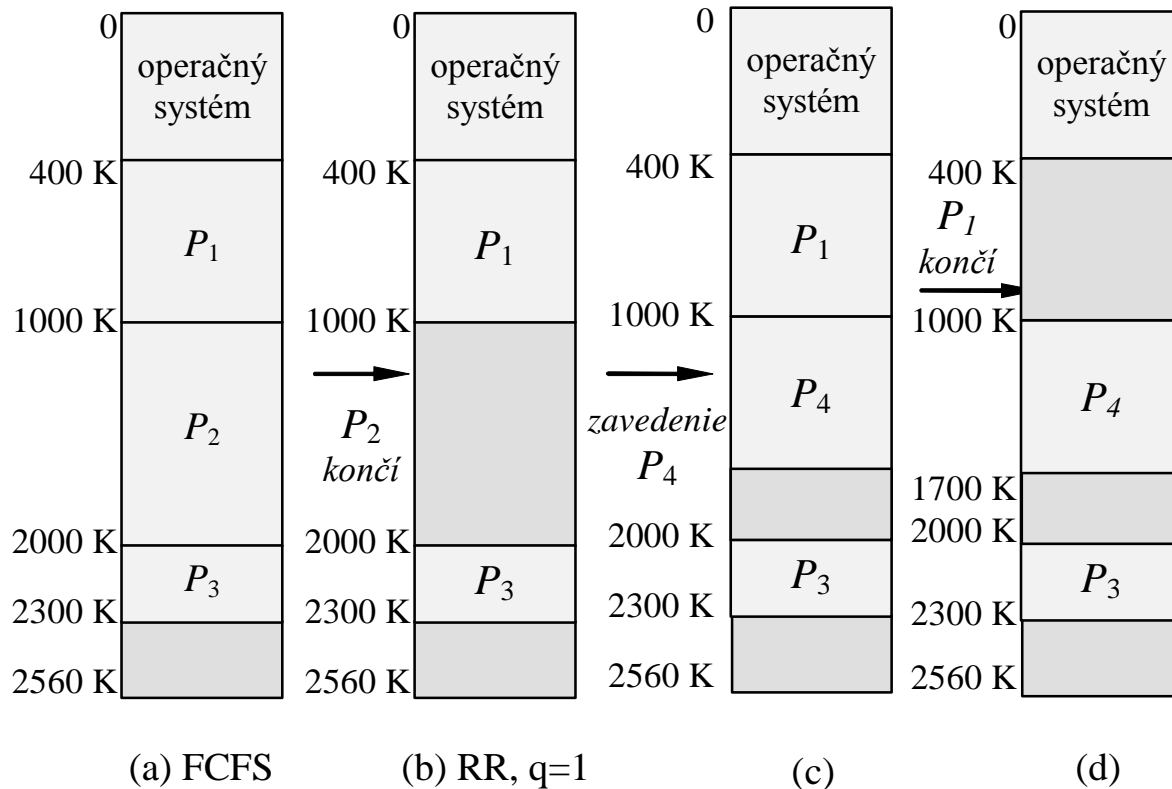 0
operačný
systém
400 K
P1
1000 K
P2
2000 K
P3
2300 K
2560 K
(a) FCFS
P2
končí
0
operačný
systém
400 K
P1
1000 K
2000 K
P3
2300 K
2560 K
(b) RR, q=1
zavedenie
P4
0
operačný
systém
400 K
P1
1000 K
P4
2000 K
P3
2300 K
2560 K
(c)
P1
končí
0
operačný
systém
400 K
1000 K
P4
1700 K
2000 K
P3
2300 K
2560 K
(d)